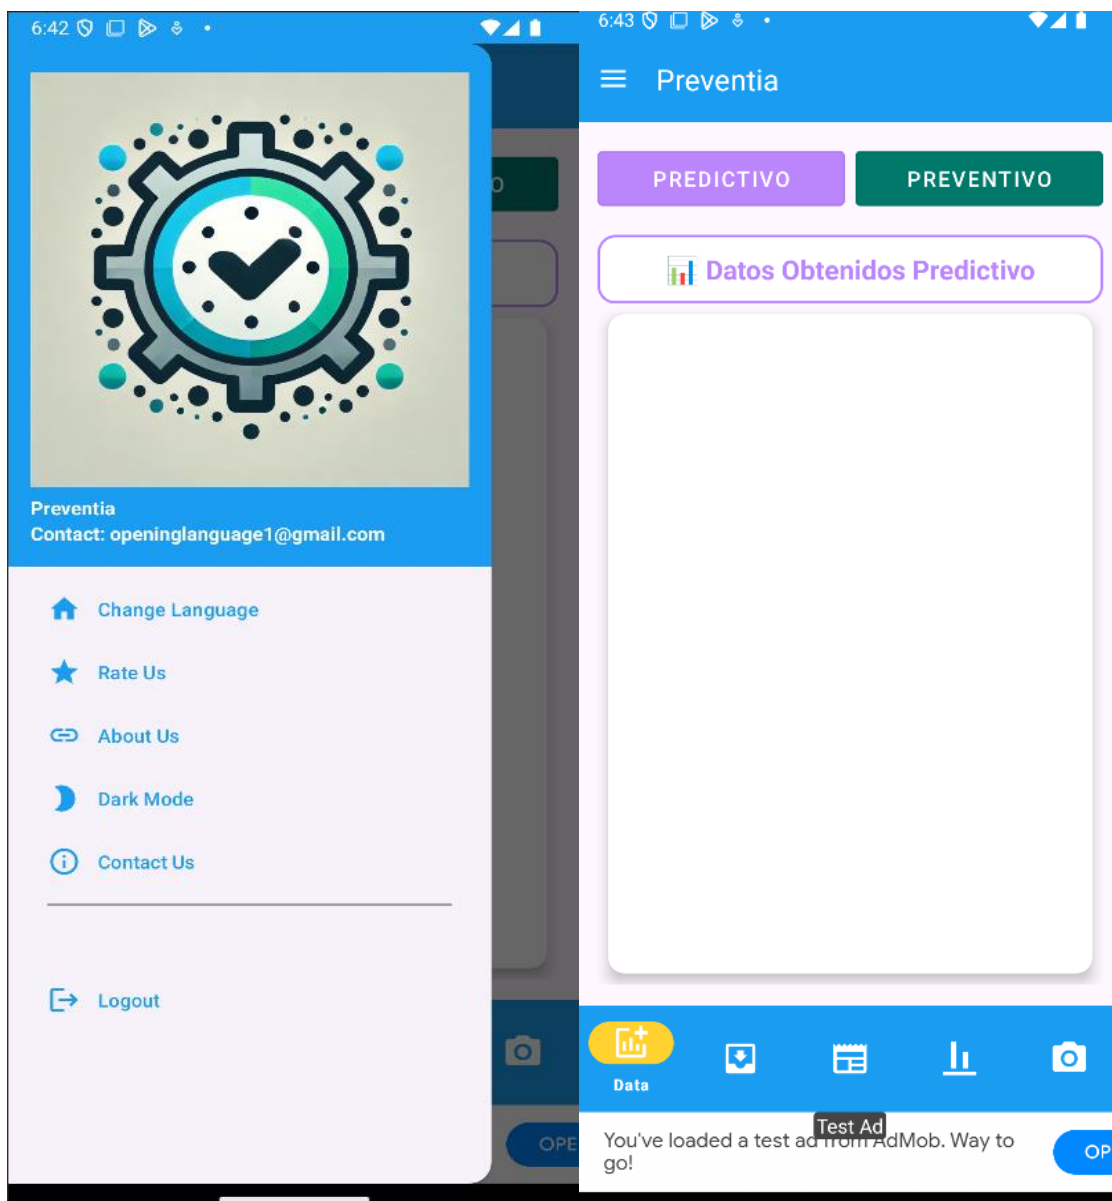 6:42
O
Preventia
Contact: openinglanguage1@gmail.com
Change Language
Rate Us
About Us
Dark Mode
Contact Us
Logout
OPE
6:43
Preventia
PREDICTIVO
PREVENTIVO
Datos Obtenidos Predictivo
Data
Test Ad
You've loaded a test ad from AdMob. Way to
go!
OP